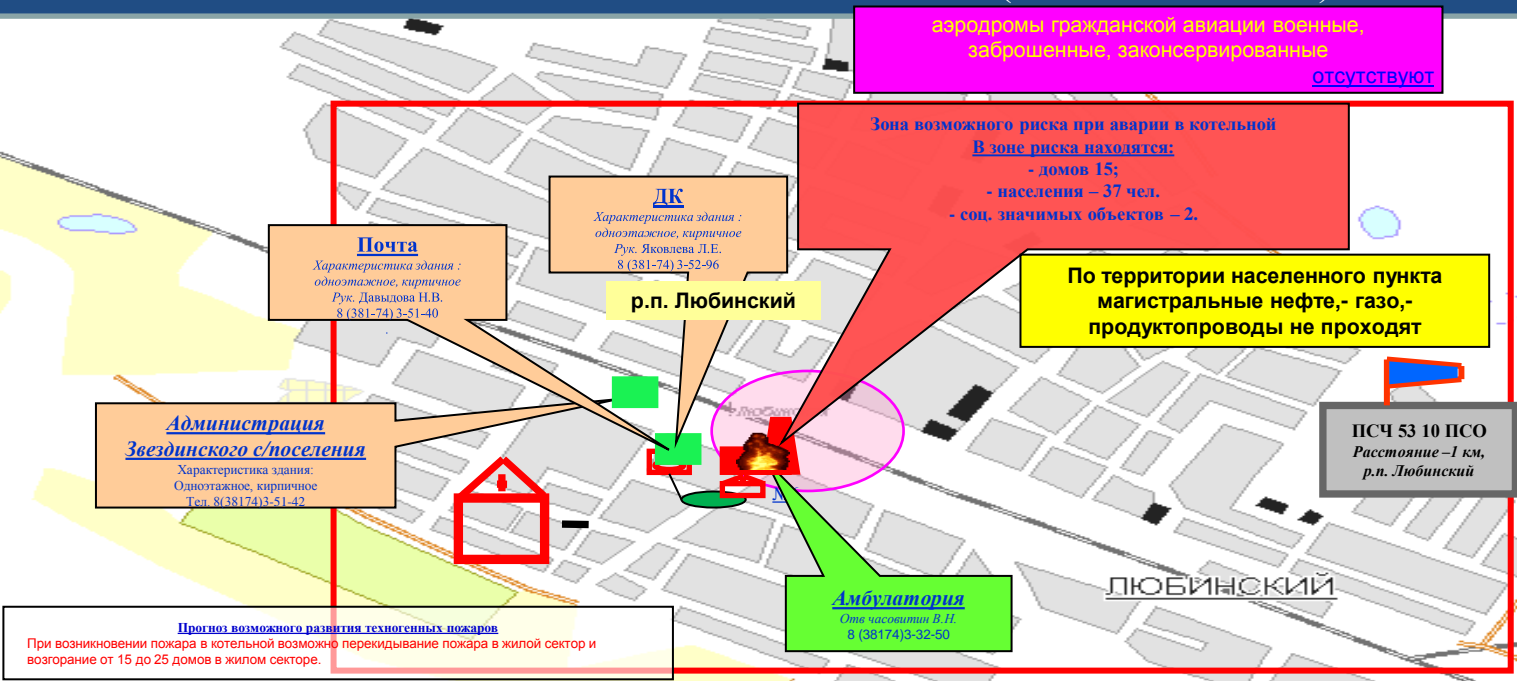 аэродромы гражданской авиации военные,
заброшенные, законсервированные
отсутствуют
Зона возможного риска при аварии в котельной
В зоне риска находятся:
- домов 15;
- населения – 37 чел.
- соц. значимых объектов – 2.
ДК
Характеристика здания :
одноэтажное, кирпичное
Рук. Яковлева Л.Е.
8 (381-74) 3-52-96
Почта
Характеристика здания :
одноэтажное, кирпичное
Рук. Давыдова Н.В.
8 (381-74) 3-51-40
.
р.п. Любинский
По территории населенного пункта
магистральные нефте,- газо,-
продуктопроводы не проходят
Администрация
Звездинского с/поселения
Характеристика здания:
Одноэтажное, кирпичное
Тел. 8(38174)3-51-42
ПСЧ 53 10 ПСО
Расстояние –1 км,
р.п. Любинский
ЛЮБИНСКИЙ
Амбулатория
Отв часовитин В.Н.
8 (38174)3-32-50
Прогноз возможного развития техногенных пожаров
При возникновении пожара в котельной возможно перекидывание пожара в жилой сектор и
возгорание от 15 до 25 домов в жилом секторе.